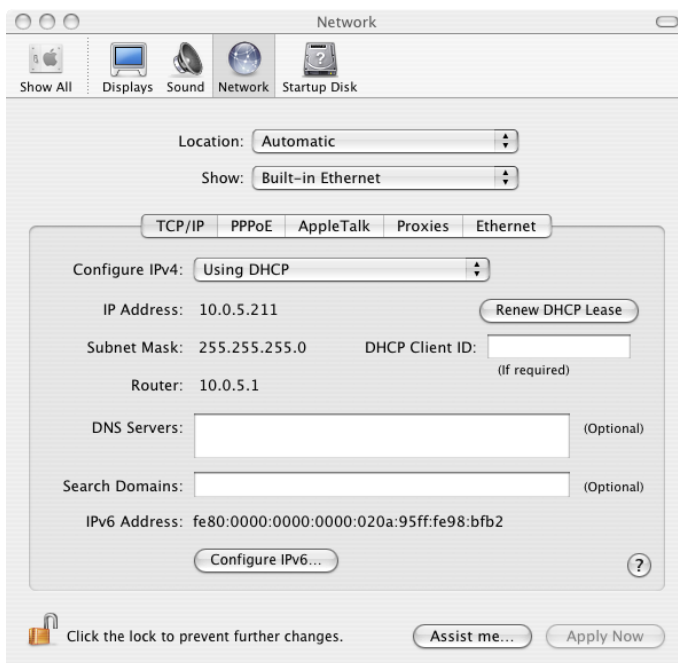 Network
Show All Displays Sound Network Startup Disk
Location: Automatic
Show: Built-in Ethernet
TCP/IP PPPoE AppleTalk Proxies Ethernet
Configure IPv4: Using DHCP
IP Address: 10.0.5.211 Renew DHCP Lease
Subnet Mask: 255.255.255.0 DHCP Client ID:
(If required)
Router: 10.0.5.1
DNS Servers: (Optional)
Search Domains: (Optional)
IPv6 Address: fe80:0000:0000:0000:020a:95ff:fe98:bfb2
Configure IPv6... ?
Click the lock to prevent further changes. Assist me... Apply Now